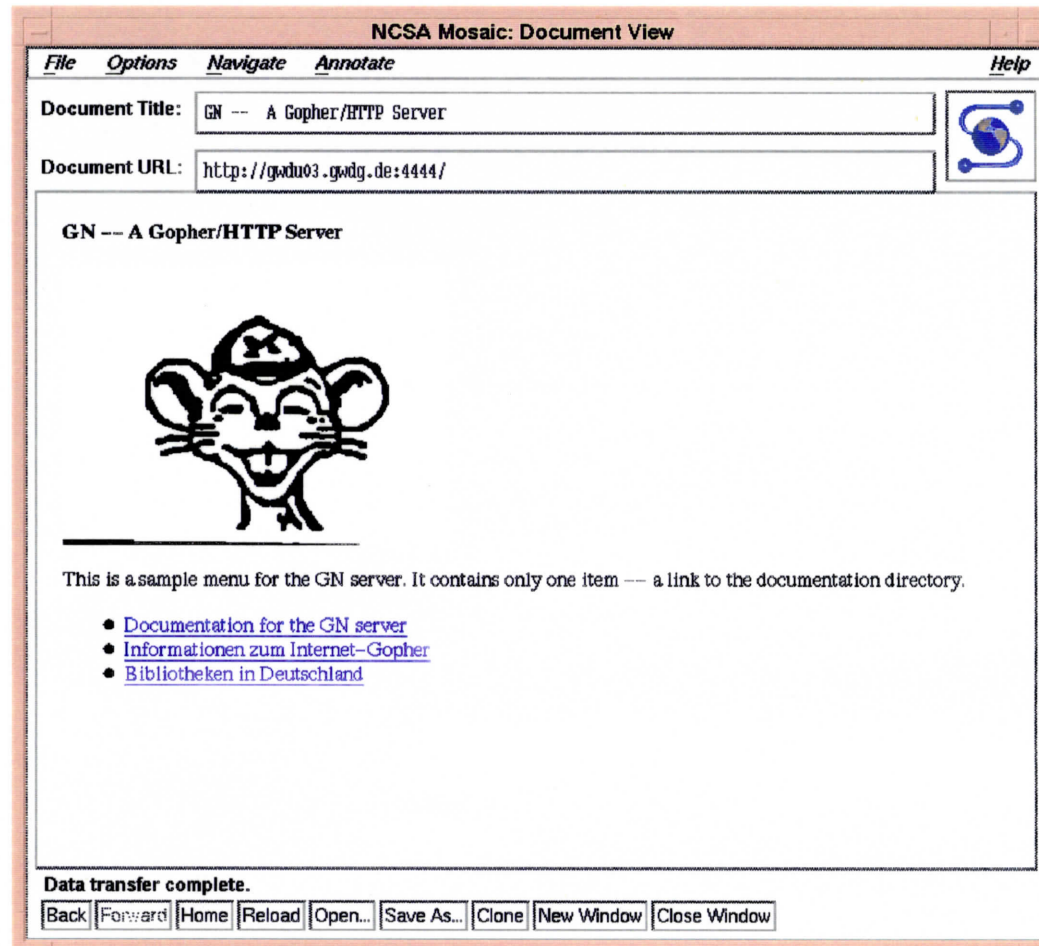 NCSA Mosaic: Document View
File Options Navigate Annotate Help
Document Title: GN -- A Gopher/HTTP Server
Document URL: http://gwdu03.gwdg.de:4444/
GN -- A Gopher/HTTP Server
This is a sample menu for the GN server. It contains only one item -- a link to the documentation directory.
Documentation for the GN server
Informationen zum Internet-Gopher
Bibliotheken in Deutschland
Data transfer complete.
Back Forward Home Reload Open... Save As... Clone New Window Close Window